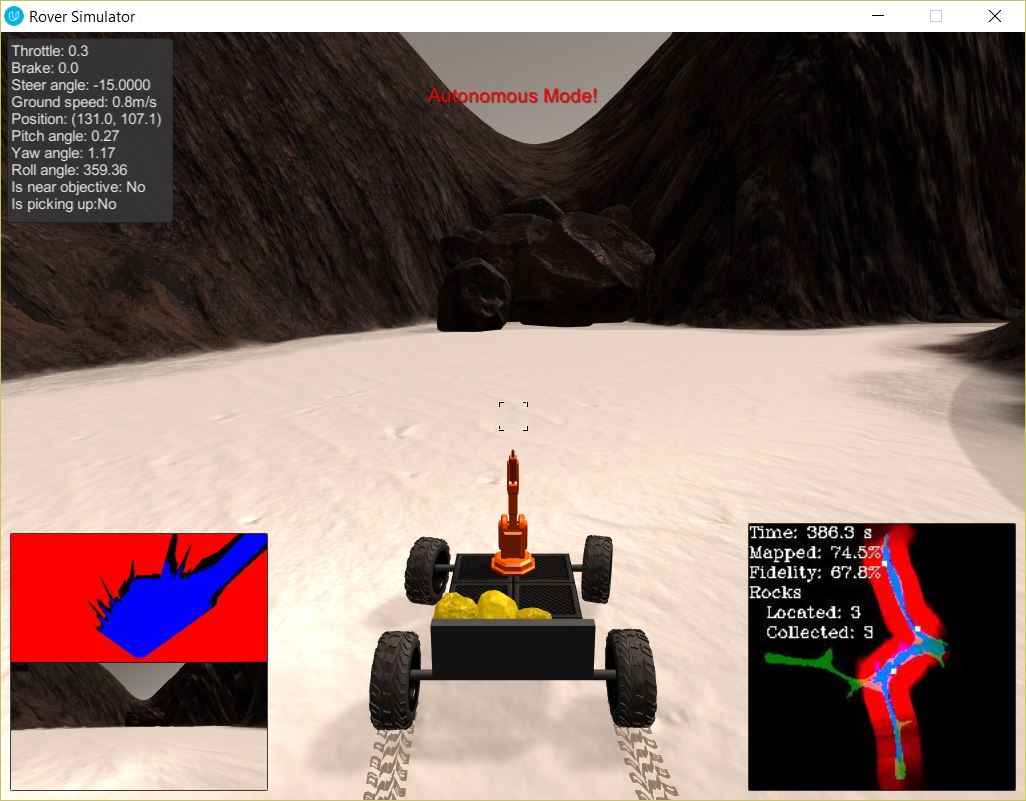 Rover Simulator
Throttle: 0.3
Brake: 0.0
Steer angle: -15.0000
Ground speed: 0.8m/s
Position: (131.0, 107.1)
Pitch angle: 0.27
Yaw angle: 1.17
Roll angle: 359.36
Is near objective: No
Is picking up:No
Autonomous Mode!
Time: 386.3 s
Mapped: 74.5%
Fidelity: 67.8%
Rocks
Located: 3
Collected: 3